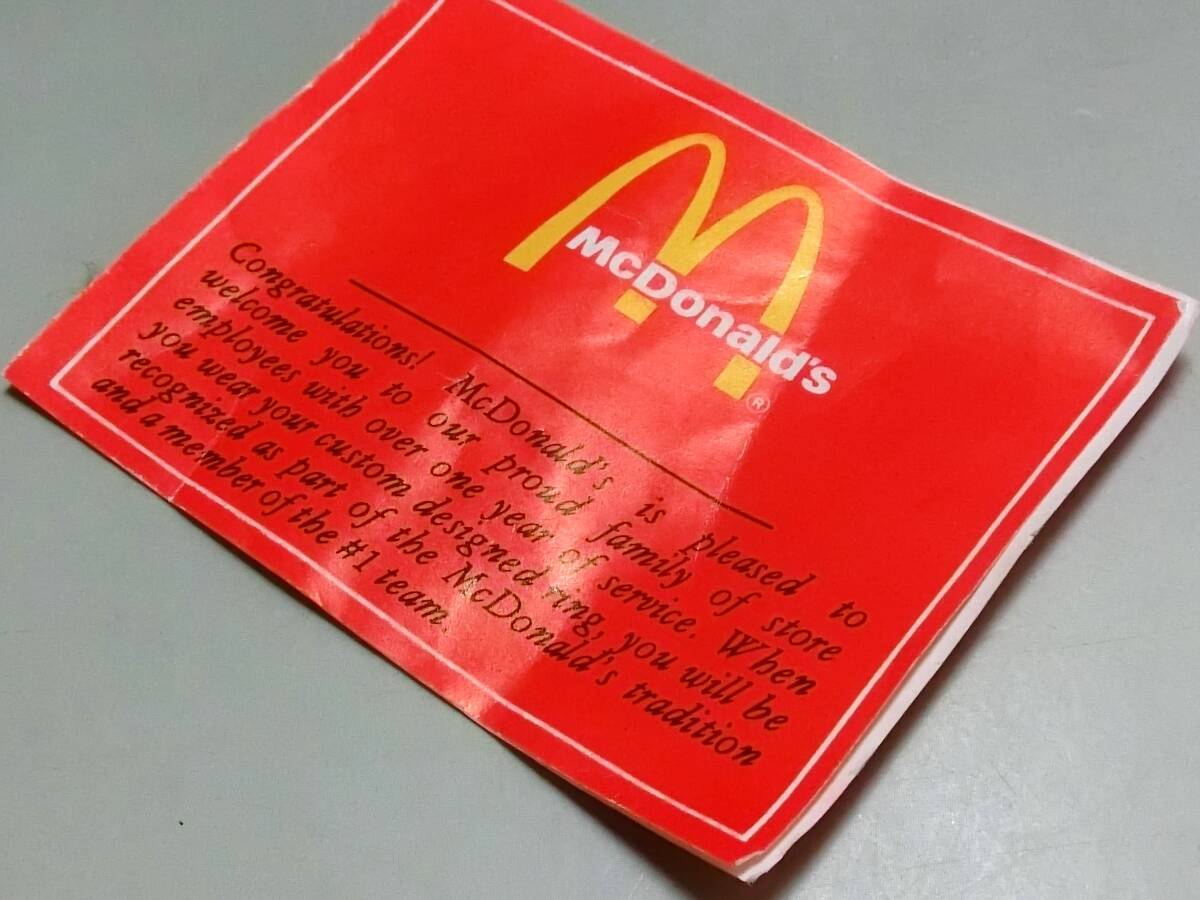 McDonald's
®
Congratulations! McDonald's is pleased to
welcome you to our proud family of store
employees with over one year of service. When
you wear your custom designed ring, you will be
recognized as part of the McDonald's tradition
and a member of the #1 team.